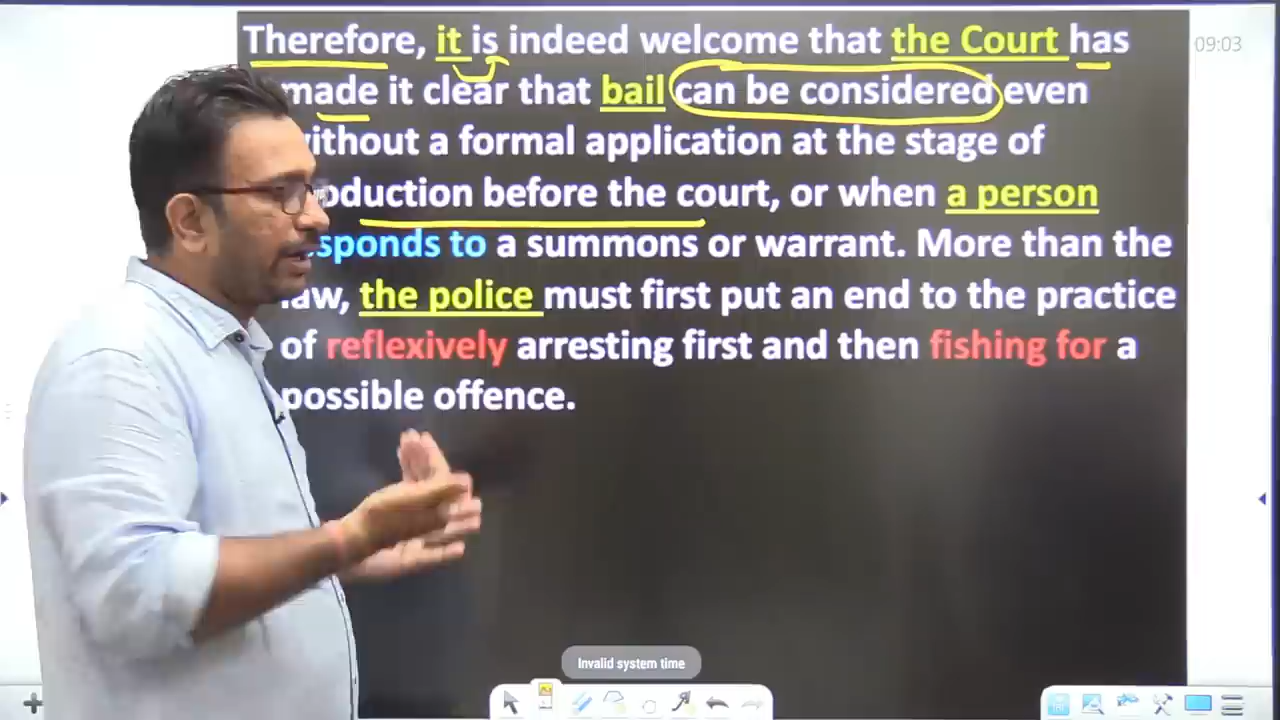 Therefore, it is indeed welcome that the Court has
09:03
made it clear that bail can be considered even
without a formal application at the stage of
production before the court, or when a person
responds to a summons or warrant. More than the
law, the police must first put an end to the practice
of reflexively arresting first and then fishing for a
possible offence.
Invalid system time